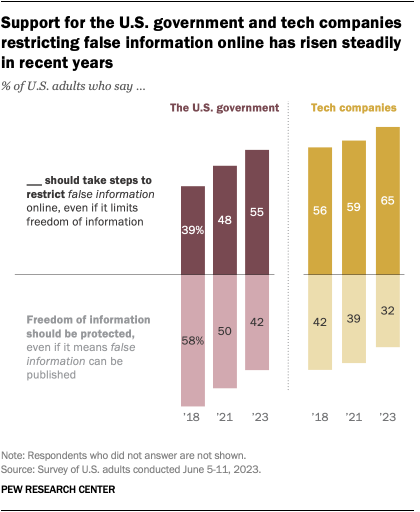 Support for the U.S. government and tech companies
restricting false information online has risen steadily
in recent years
% of U.S. adults who say ...
The U.S. government
Tech companies
___ should take steps to
restrict false information
online, even if it limits
freedom of information
39% 48 55 56 59 65
Freedom of information
should be protected,
even if it means false
information can be
published
58% 50 42 42 39 32
'18 '21 '23 '18 '21 '23
Note: Respondents who did not answer are not shown.
Source: Survey of U.S. adults conducted June 5-11, 2023.
PEW RESEARCH CENTER